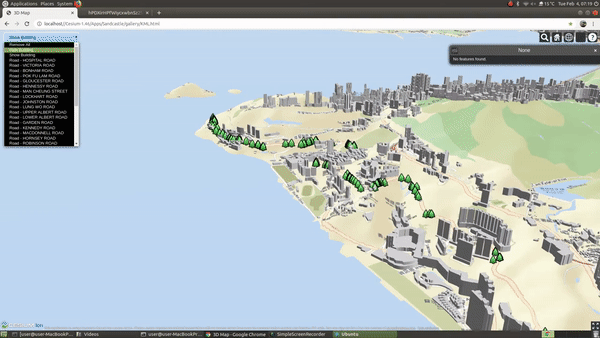 Applications Places System
13 °C Tue Feb 4, 07:19
3D Map
localhost/Cesium-1.66/Apps/Sandcastle/gallery/KML.html
Show Building
Remove All
Show Building
Road - HOSPITAL ROAD
Road - VICTORIA ROAD
Road - BONHAM ROAD
Road - POK FU LAM ROAD
Road - GLOUCESTER ROAD
Road - HENNESSY ROAD
Road - MAN CHEUNG STREET
Road - LOCKHART ROAD
Road - JOHNSTON ROAD
Road - LUNG WO ROAD
Road - UPPER ALBERT ROAD
Road - LOWER ALBERT ROAD
Road - GARDEN ROAD
Road - KENNEDY ROAD
Road - MACDONNELL ROAD
Road - HORNSEY ROAD
Road - ROBINSON ROAD
None
No features found.
ion
[user@user-MacBookPr...
Videos
[user@user-MacBookPr...
3D Map - Google Chrome
SimpleScreenRecorder
Ubuntu